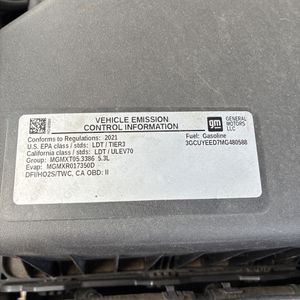 VEHICLE EMISSION
CONTROL INFORMATION
gm
GENERAL
MOTORS
LLC
Conforms to Regulations: 2021
Fuel: Gasoline
U.S. EPA class / stds: LDT / TIER3
3GCUYEED7MG480588
California class / stds: LDT / ULEV70
Group: MGMXT05.3386 5.3L
Evap: MGMXR017350D
DFI/HO2S/TWC, CA OBD: II